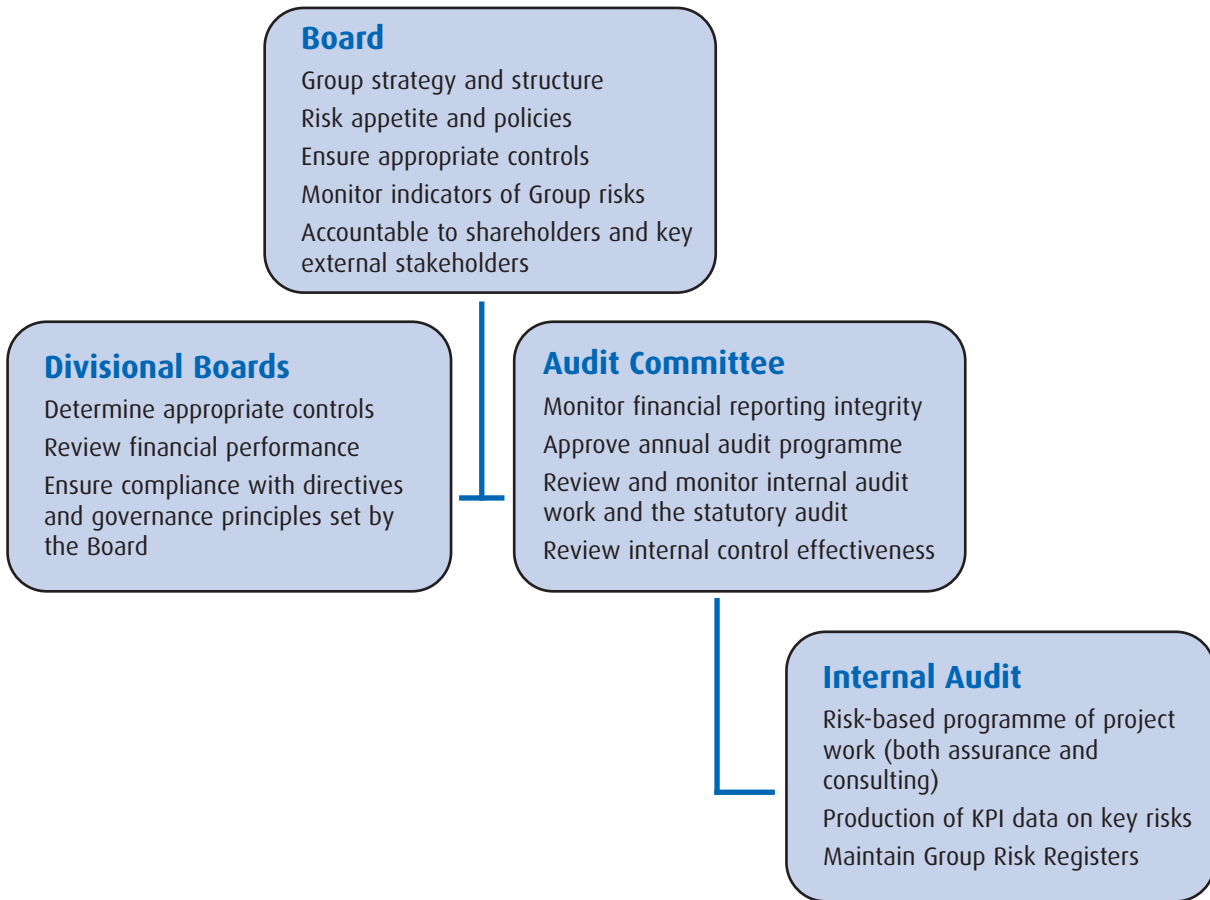 Board
Group strategy and structure
Risk appetite and policies
Ensure appropriate controls
Monitor indicators of Group risks
Accountable to shareholders and key
external stakeholders
Divisional Boards
Determine appropriate controls
Review financial performance
Ensure compliance with directives
and governance principles set by
the Board
Audit Committee
Monitor financial reporting integrity
Approve annual audit programme
Review and monitor internal audit
work and the statutory audit
Review internal control effectiveness
Internal Audit
Risk-based programme of project
work (both assurance and
consulting)
Production of KPI data on key risks
Maintain Group Risk Registers